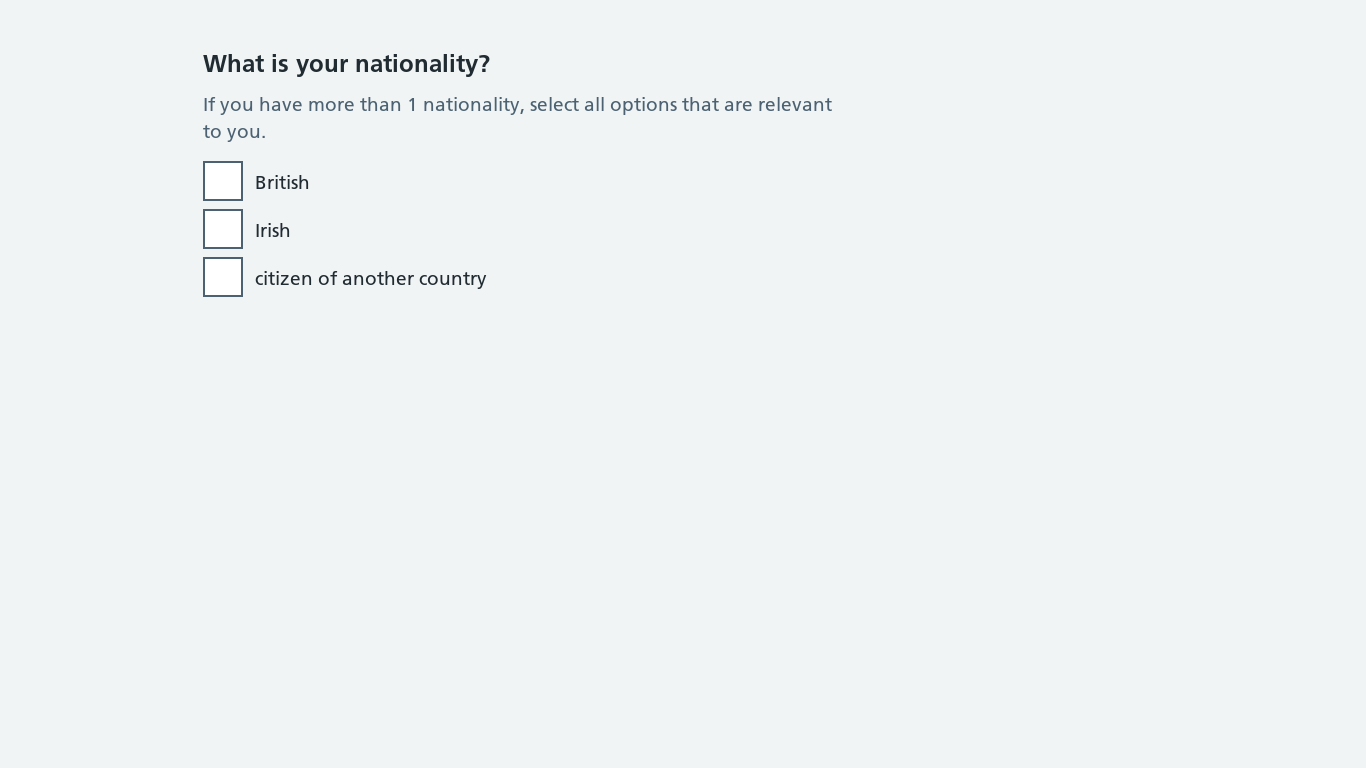 What is your nationality?
If you have more than 1 nationality, select all options that are relevant
to you.
British
Irish
citizen of another country